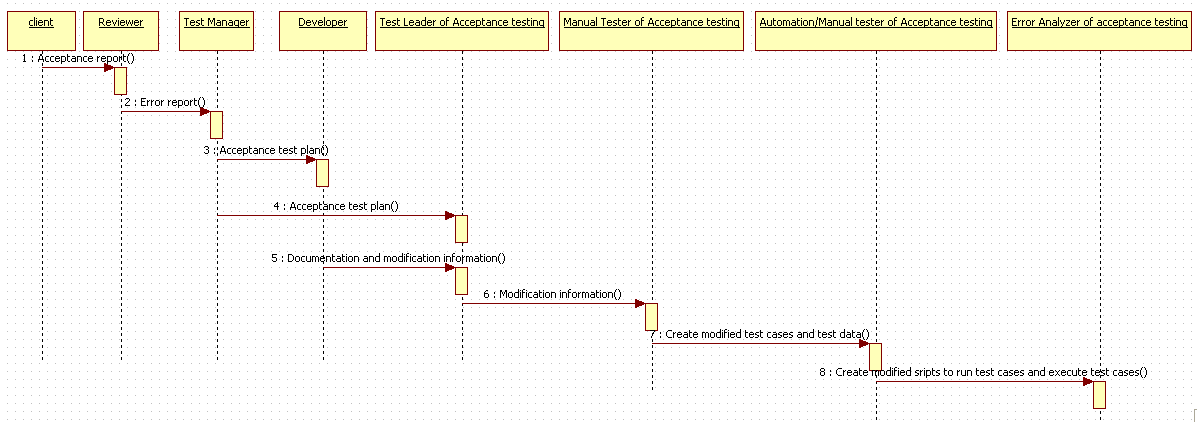 client
Reviewer
Test Manager
Developer
Test Leader of Acceptance testing
Manual Tester of Acceptance testing
Automation/Manual tester of Acceptance testing
Error Analyzer of acceptance testing
1 : Acceptance report()
2 : Error report()
3 : Acceptance test plan()
4 : Acceptance test plan()
5 : Documentation and modification information()
6 : Modification information()
7 : Create modified test cases and test data()
8 : Create modified sripts to run test cases and execute test cases()